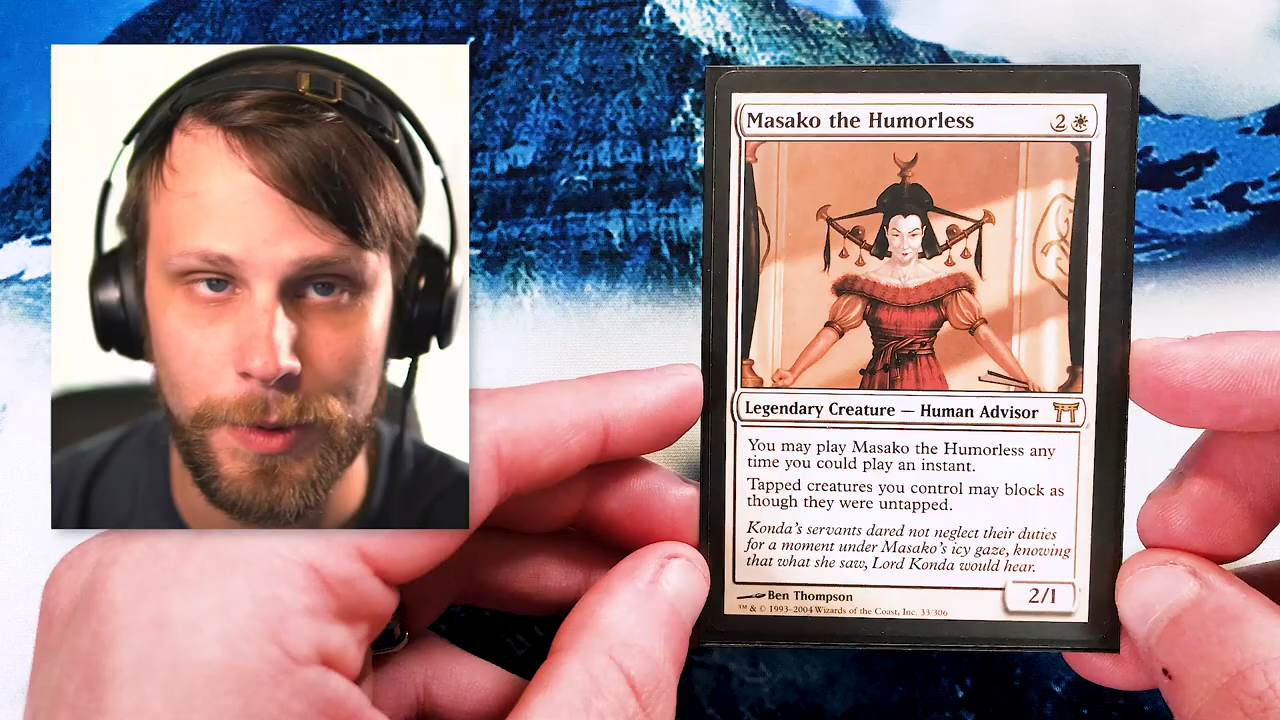 Masako the Humorless 2
Legendary Creature — Human Advisor
You may play Masako the Humorless any
time you could play an instant.
Tapped creatures you control may block as
though they were untapped.
Konda's servants dared not neglect their duties
for a moment under Masako's icy gaze, knowing
that what she saw, Lord Konda would hear.
2/1
Ben Thompson
™ & © 1993–2004 Wizards of the Coast, Inc. 33/306